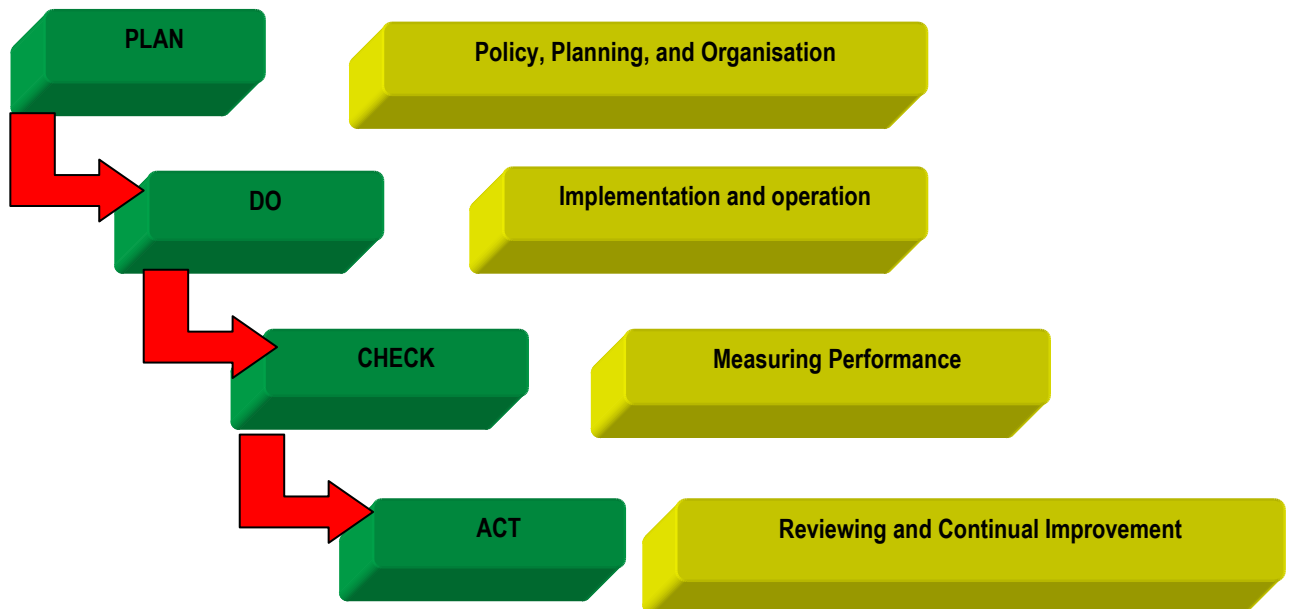 PLAN
Policy, Planning, and Organisation
DO
Implementation and operation
CHECK
Measuring Performance
ACT
Reviewing and Continual Improvement